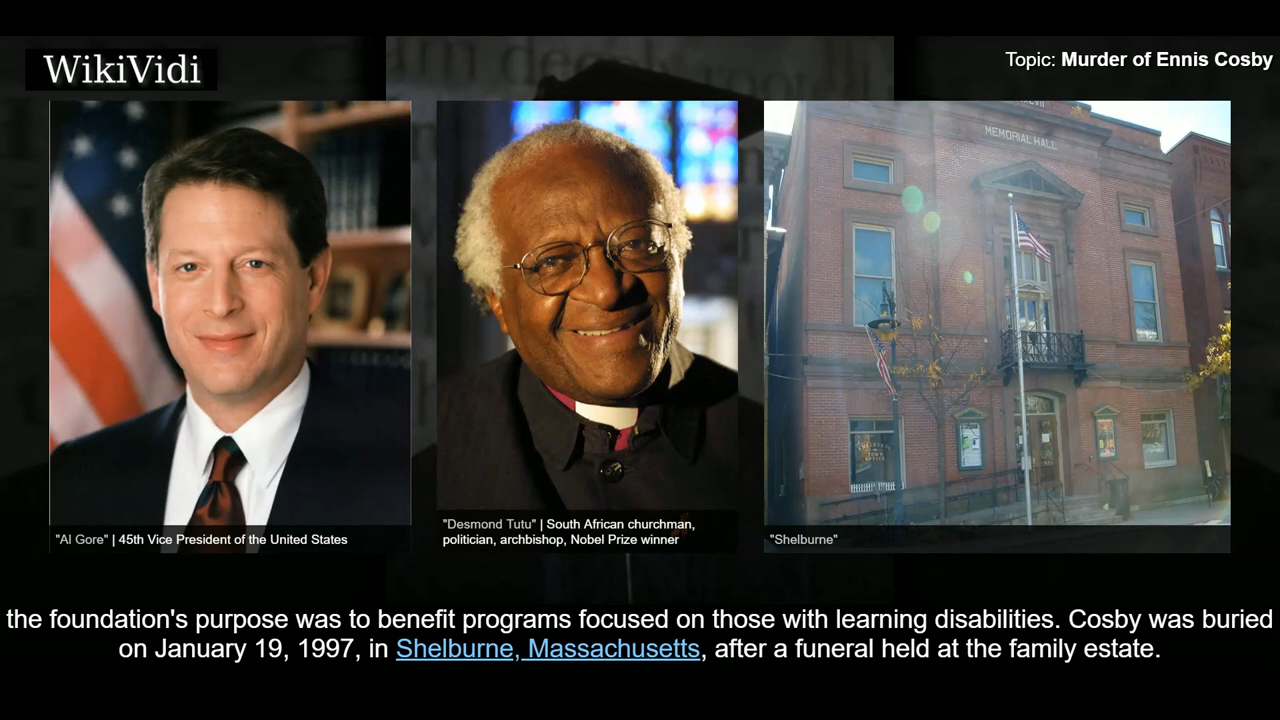 WikiVidi
Topic: Murder of Ennis Cosby
MEMORIAL HALL
"Al Gore" | 45th Vice President of the United States
"Desmond Tutu" | South African churchman,
politician, archbishop, Nobel Prize winner
"Shelburne"
the foundation's purpose was to benefit programs focused on those with learning disabilities. Cosby was buried
on January 19, 1997, in Shelburne, Massachusetts, after a funeral held at the family estate.